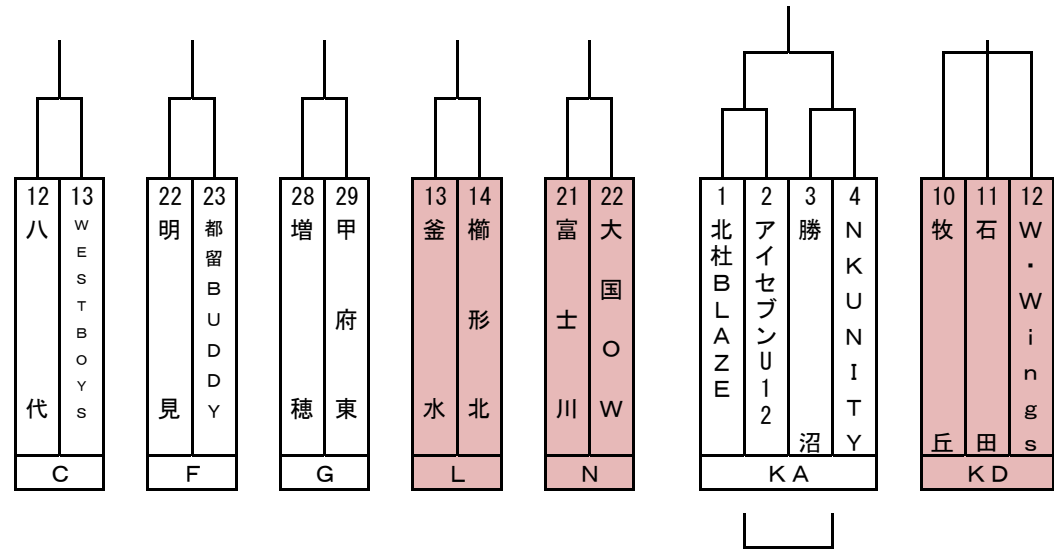 12 八代
13 WESTBOYS
C
22 明見
23 都留BUDDY
F
28 増穂
29 甲府東
G
13 釜水
14 櫛形北
L
21 富士川
22 大国OW
N
1 北杜BLAZE
2 アイセブンU12
3 勝沼
4 NKUNITY
KA
10 牧丘
11 石田
12 W・Wings
KD